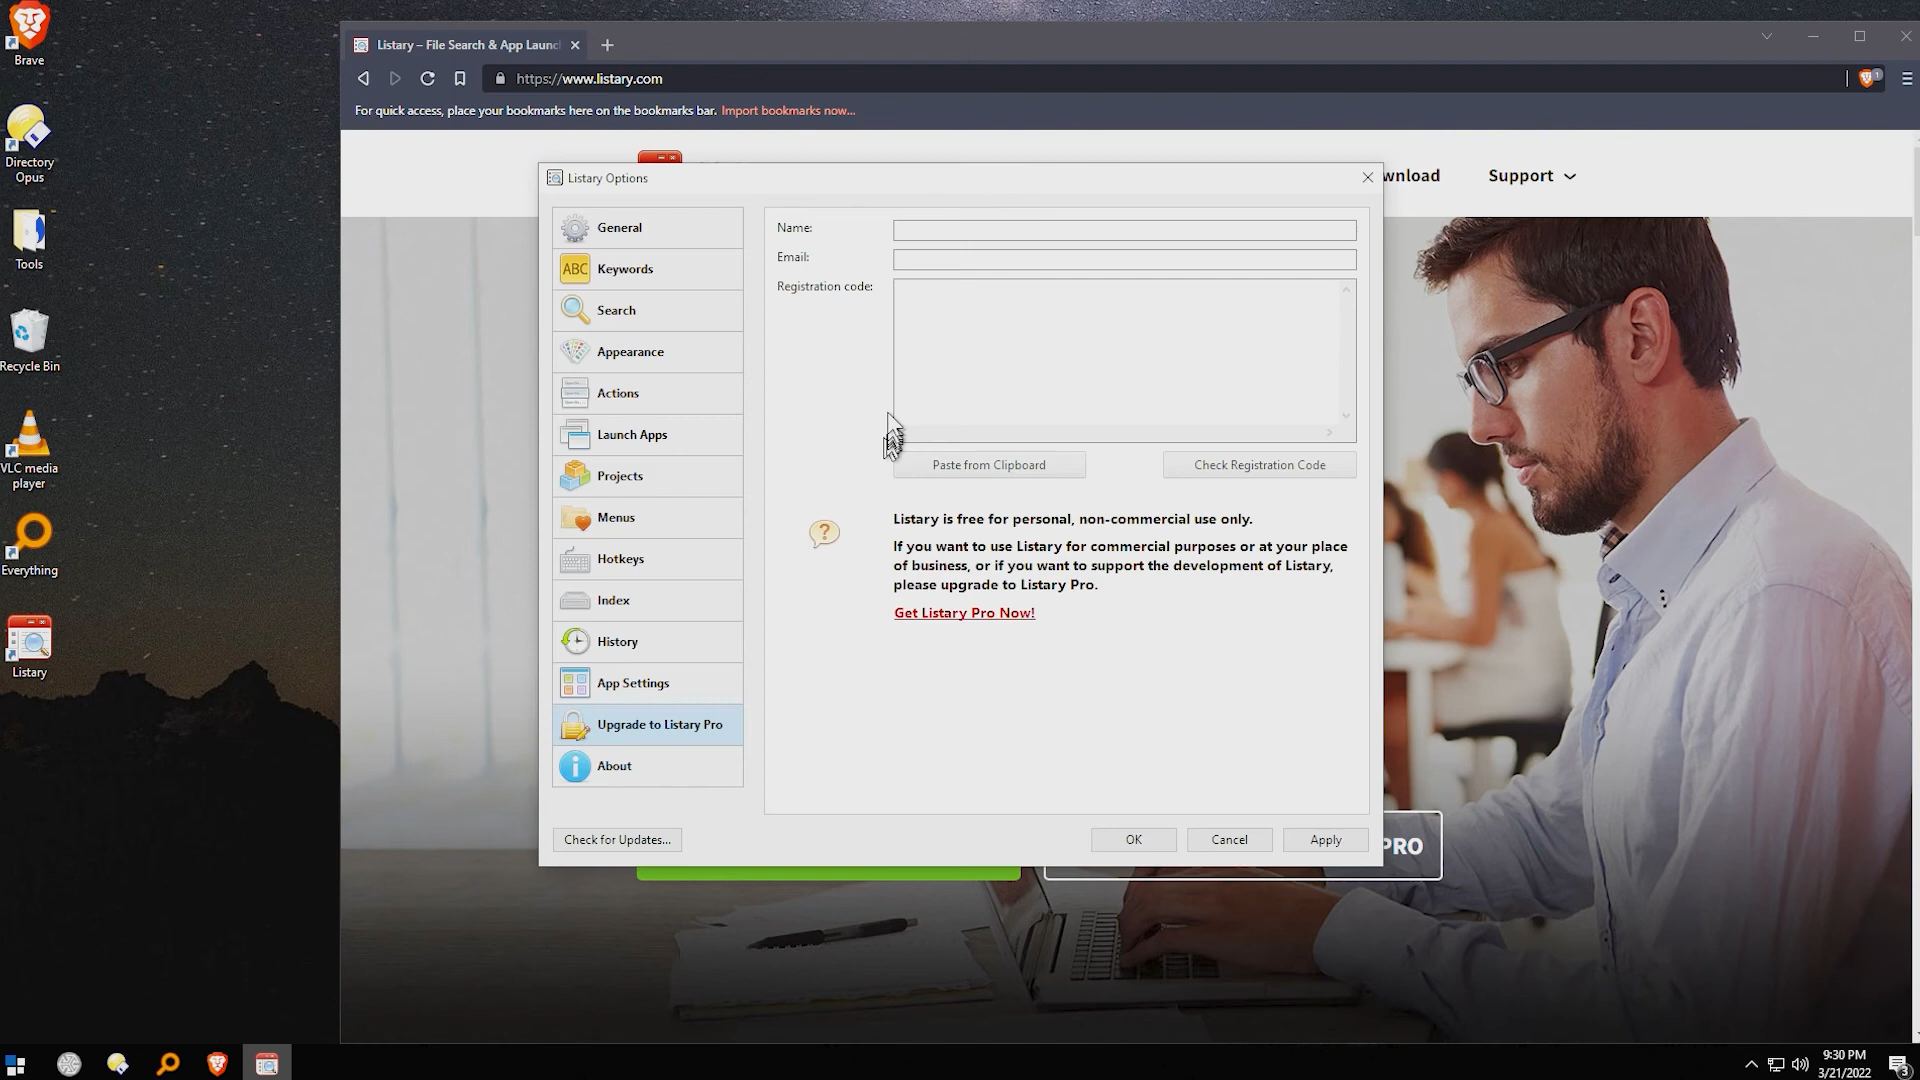 Brave
Directory
Opus
Tools
Recycle Bin
VLC media
player
Everything
Listary
Listary – File Search & App Launc
https://www.listary.com
1
For quick access, place your bookmarks here on the bookmarks bar. Import bookmarks now...
wnload
Support
Listary Options
General
ABC
Keywords
Search
Appearance
Actions
Launch Apps
Projects
Menus
Hotkeys
Index
History
App Settings
Upgrade to Listary Pro
About
Name:
Email:
Registration code:
Paste from Clipboard
Check Registration Code
Listary is free for personal, non-commercial use only.
If you want to use Listary for commercial purposes or at your place
of business, or if you want to support the development of Listary,
please upgrade to Listary Pro.
Get Listary Pro Now!
Check for Updates...
OK
Cancel
Apply
PRO
9:30 PM
3/21/2022
3